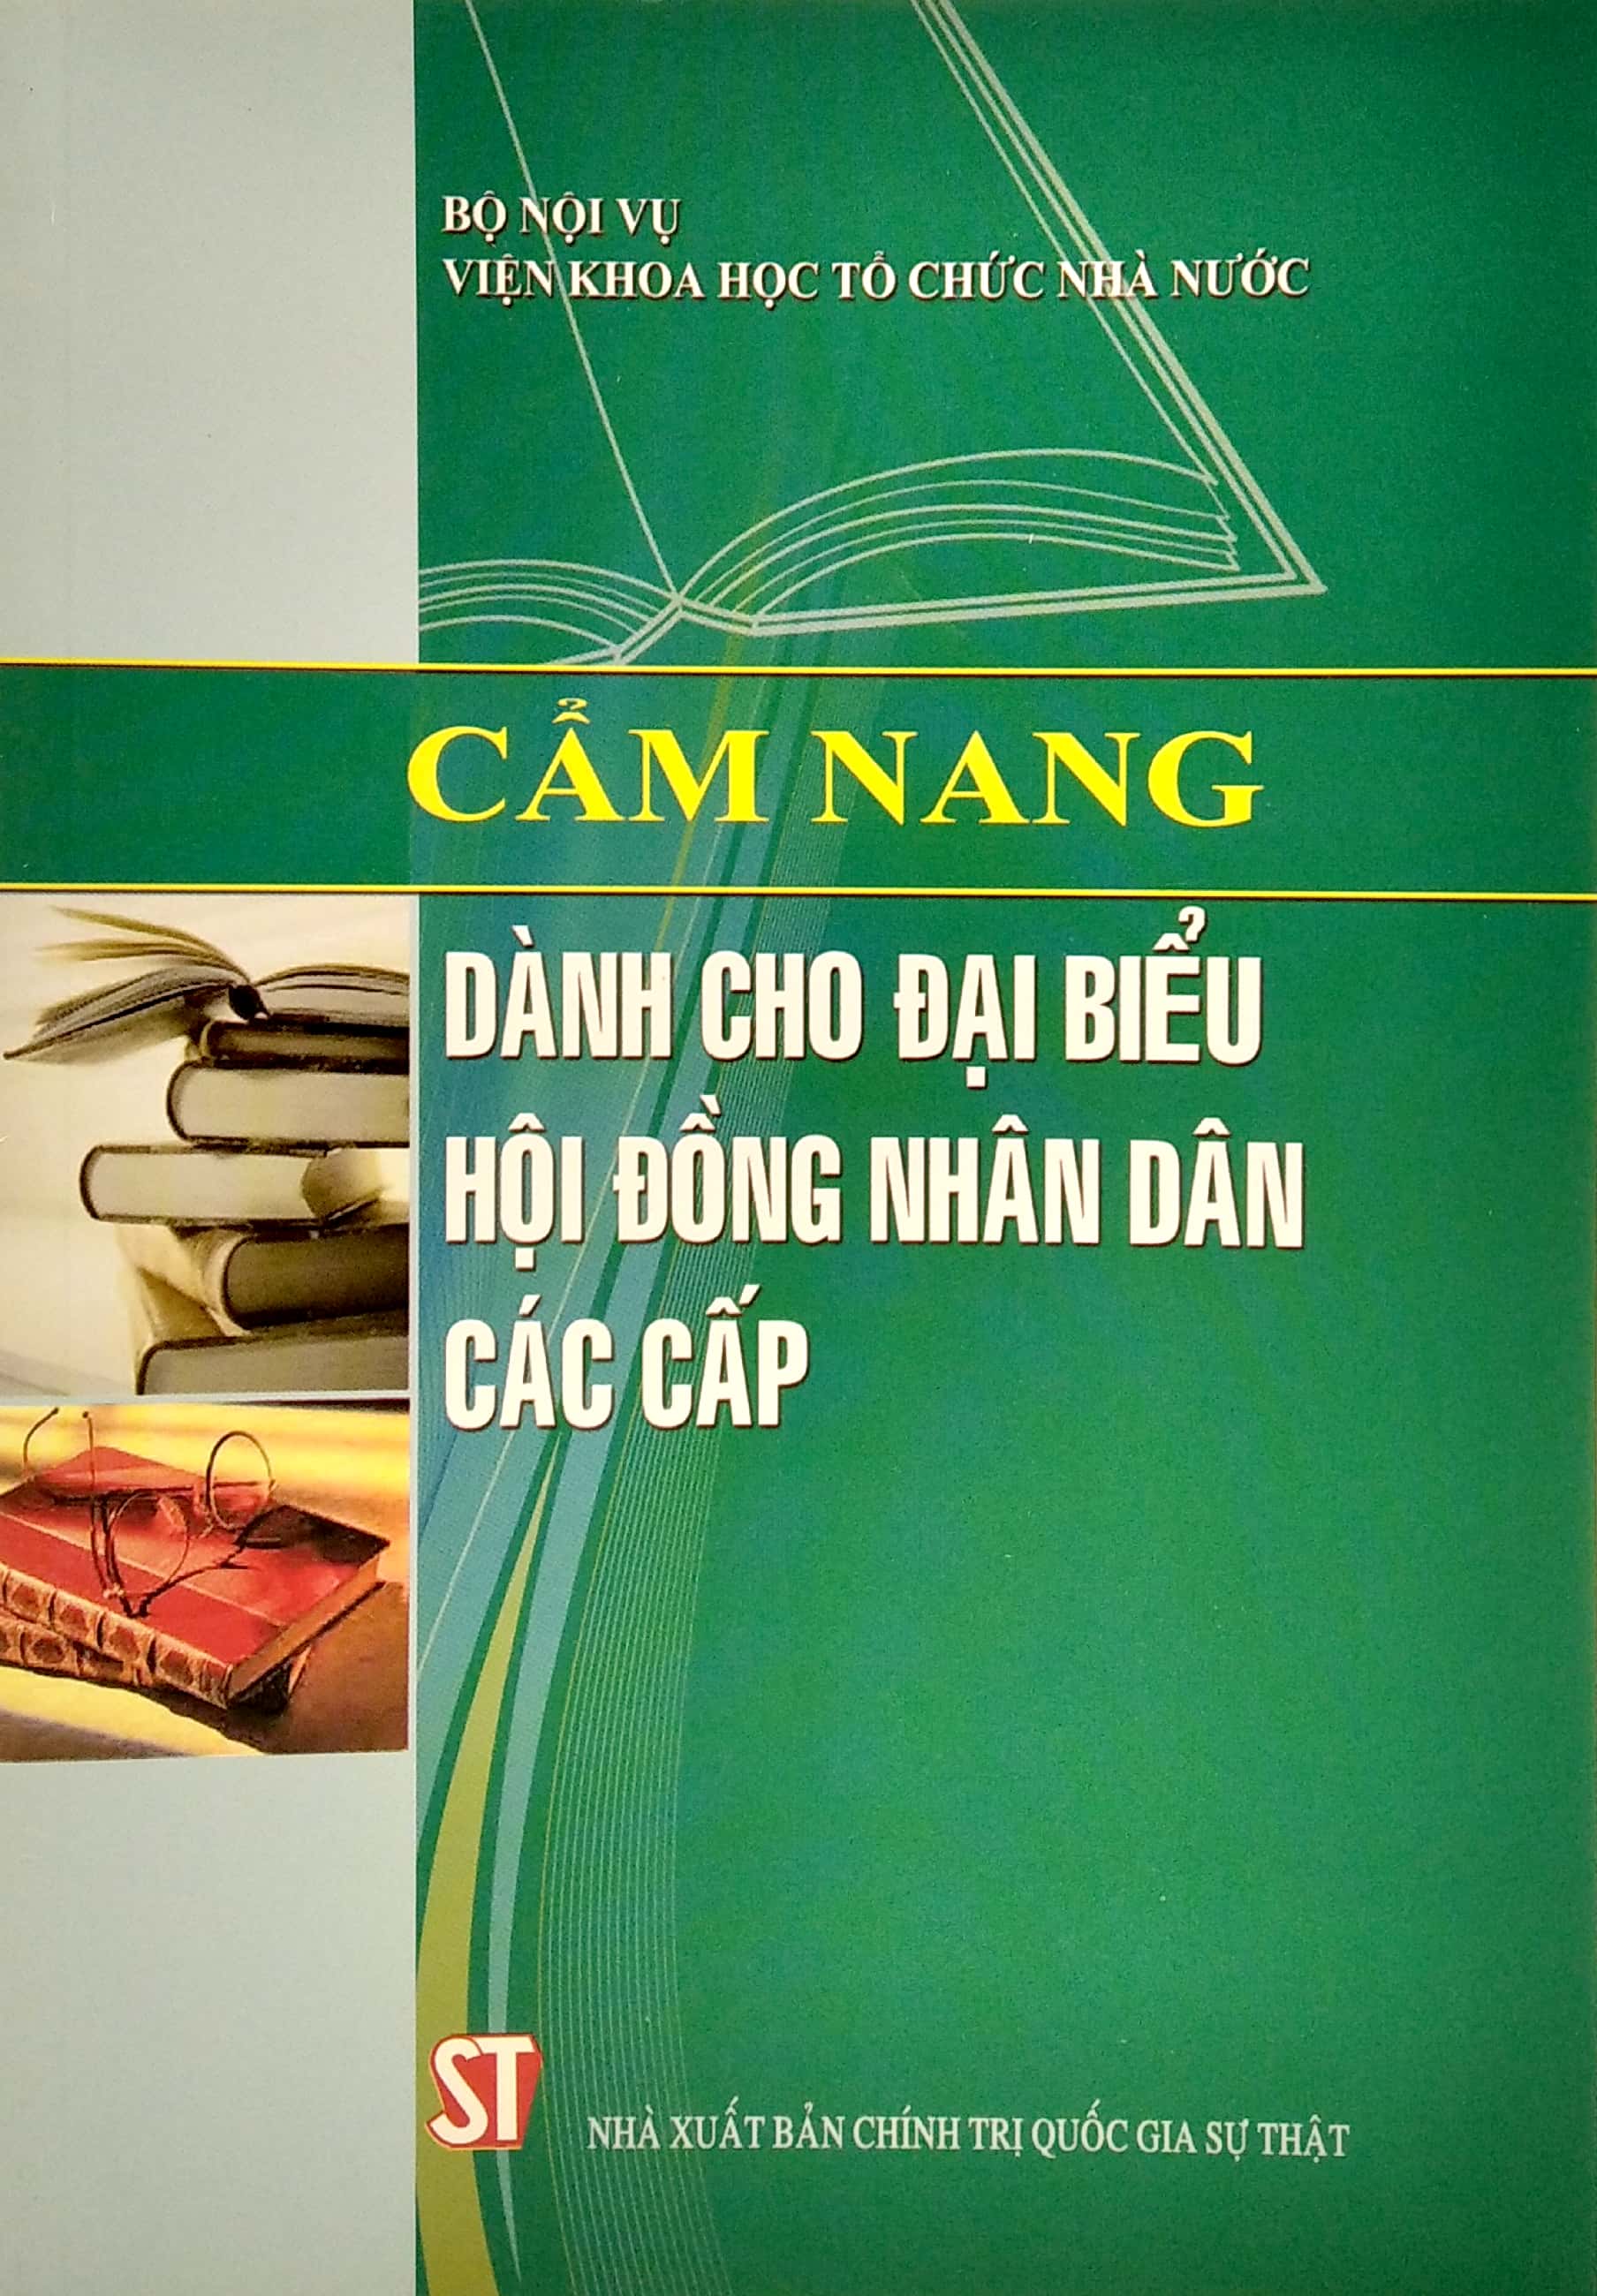 BỘ NỘI VỤ
VIỆN KHOA HỌC TỔ CHỨC NHÀ NƯỚC
CẨM NANG
DÀNH CHO ĐẠI BIỂU
HỘI ĐỒNG NHÂN DÂN
CÁC CẤP
ST
NHÀ XUẤT BẢN CHÍNH TRỊ QUỐC GIA SỰ THẬT